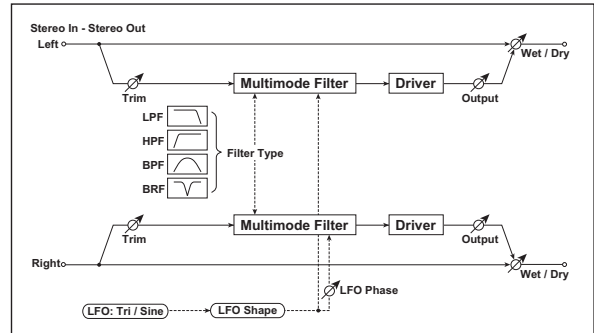 Stereo In - Stereo Out
Left
Wet / Dry
Trim
Multimode Filter
Driver
Output
LPF
HPF
BPF
BRF
Filter Type
Trim
Multimode Filter
Driver
Output
Right
Wet / Dry
LFO Phase
LFO: Tri / Sine
LFO Shape